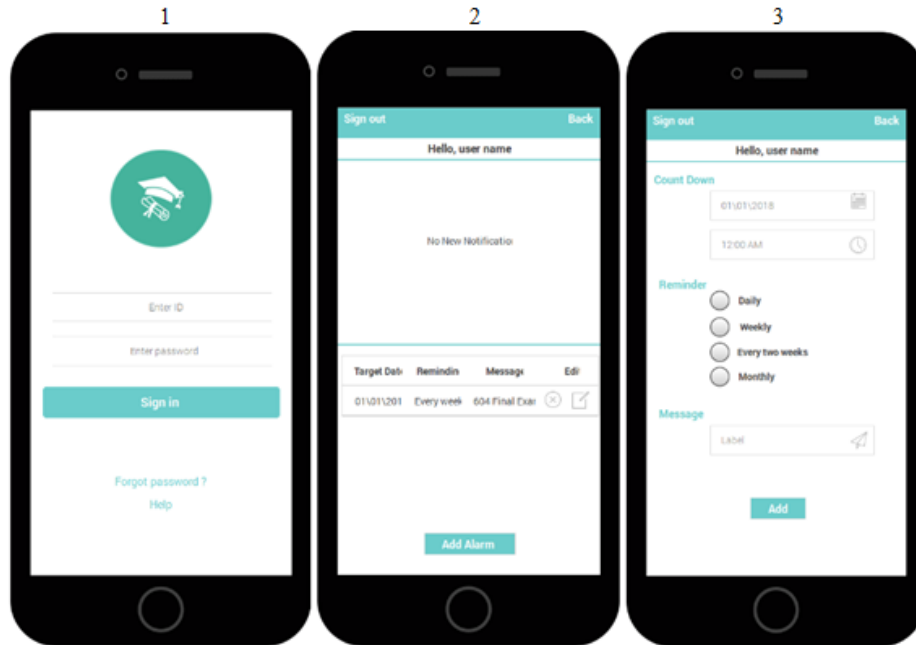 1
Enter ID
Enter password
Sign in
Forgot password ?
Help
2
Sign out Back
Hello, user name
No New Notificatio
Target Dat Remindin Message Edi
01\01\201 Every week 604 Final Exa
Add Alarm
3
Sign out Back
Hello, user name
Count Down
01\01\2018
12:00 AM
Reminder
Daily
Weekly
Every two weeks
Monthly
Message
Label
Add